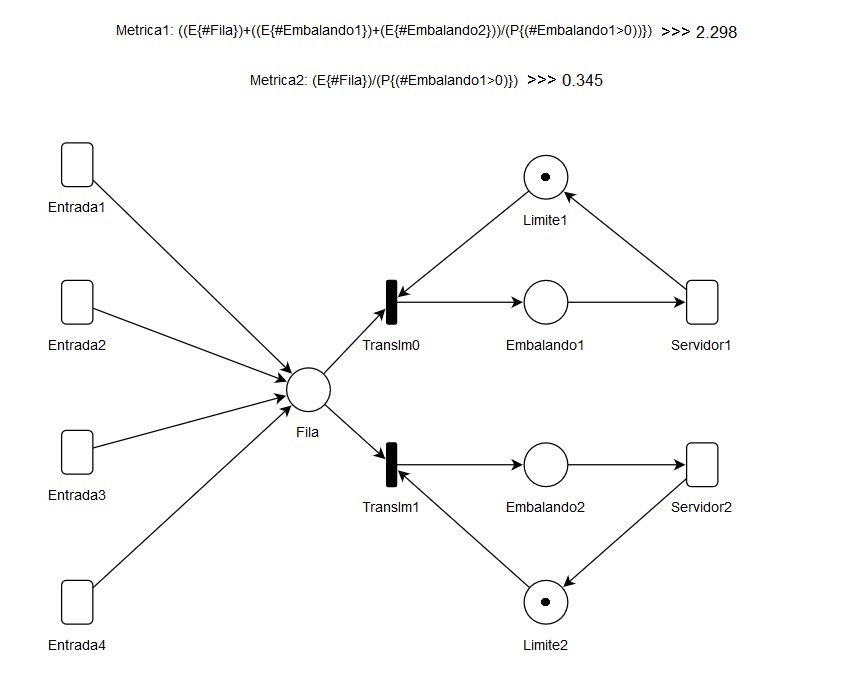 Metrica1: ((E{#Fila})+((E{#Embalando1})+(E{#Embalando2}))/(P{(#Embalando1>0))}) >>> 2.298
Metrica2: (E{#Fila})/(P{(#Embalando1>0)}) >>> 0.345
Entrada1
Limite1
Entrada2
TransIm0
Embalando1
Servidor1
Fila
Entrada3
TransIm1
Embalando2
Servidor2
Entrada4
Limite2